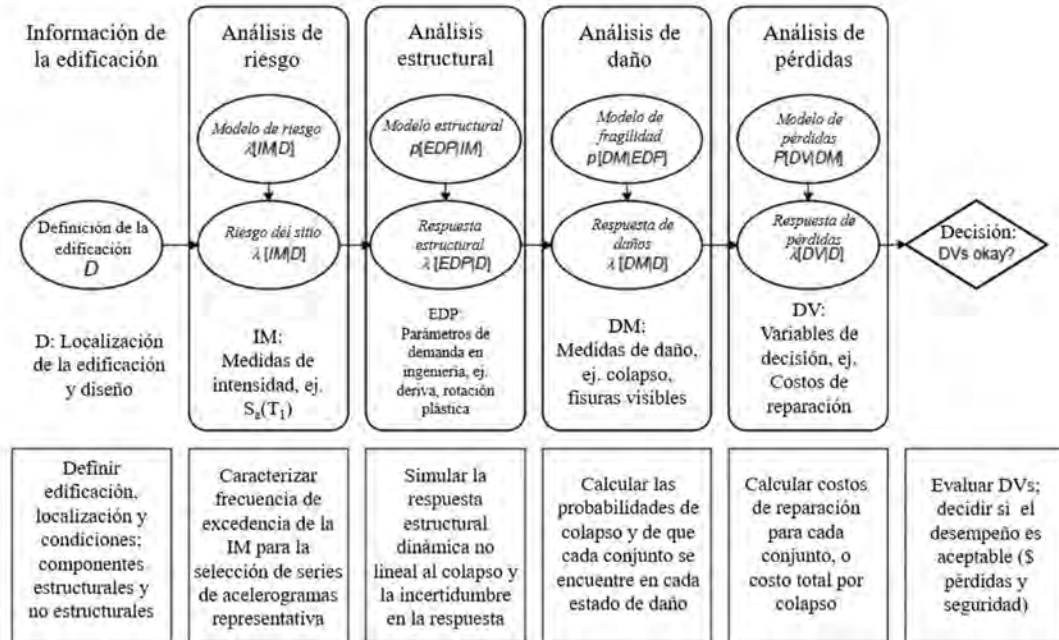 Información de
la edificación
Análisis de
riesgo
Análisis
estructural
Análisis
de daño
Análisis de
pérdidas
Modelo de riesgo
λ[IM|D]
Modelo estructural
p[EDP|IM]
Modelo de
fragilidad
p[DM|EDP]
Modelo de
pérdidas
P[DV|DM]
Definición de la
edificación
D
Riesgo del sitio
λ [IM|D]
Respuesta
estructural
λ [EDP|D]
Respuesta de
daños
λ [DM|D]
Respuesta de
pérdidas
λ[DV|D]
Decisión:
DVs okay?
D: Localización
de la edificación
y diseño
IM:
Medidas de
intensidad, ej.
Sa(T1)
EDP:
Parámetros de
demanda en
ingeniería, ej.
deriva, rotación
plástica
DM:
Medidas de daño,
ej. colapso,
fisuras visibles
DV:
Variables de
decisión, ej.
Costos de
reparación
Definir
edificación,
localización y
condiciones;
componentes
estructurales y
no estructurales
Caracterizar
frecuencia de
excedencia de la
IM para la
selección de series
de acelerogramas
representativa
Simular la
respuesta
estructural
dinámica no
lineal al colapso y
la incertidumbre
en la respuesta
Calcular las
probabilidades de
colapso y de que
cada conjunto se
encuentre en cada
estado de daño
Calcular costos
de reparación
para cada
conjunto, o
costo total por
colapso
Evaluar DVs;
decidir si el
desempeño es
aceptable ($
pérdidas y
seguridad)